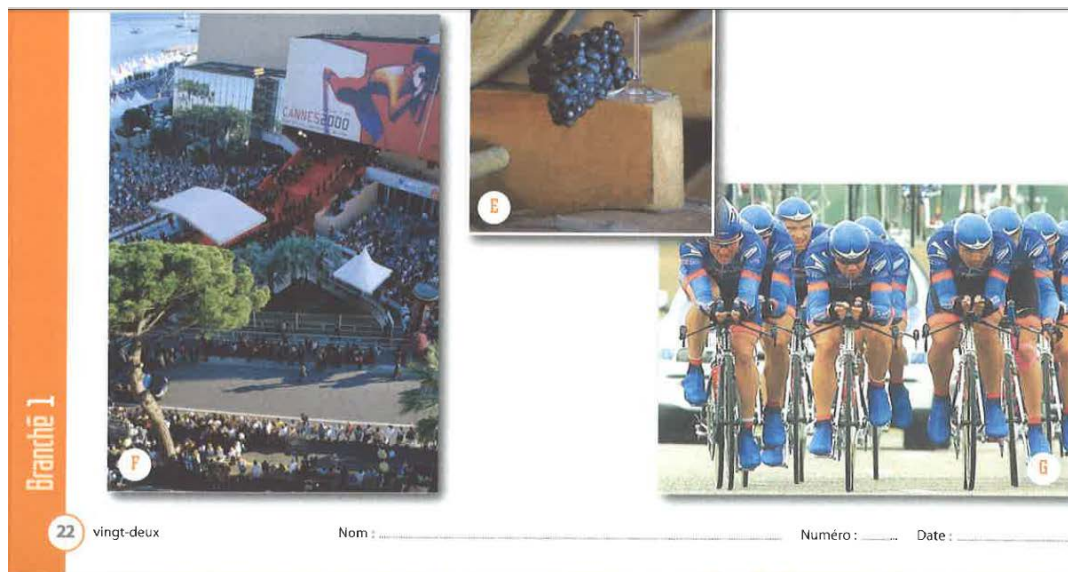 CANNES2000
E
F
G
Branché 1
22 vingt-deux
Nom :
Numéro :
Date :